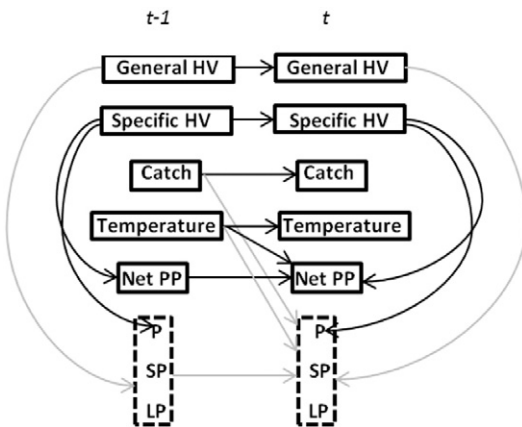 t-1 t
General HV General HV
Specific HV Specific HV
Catch Catch
Temperature Temperature
Net PP Net PP
P P
SP SP
LP LP